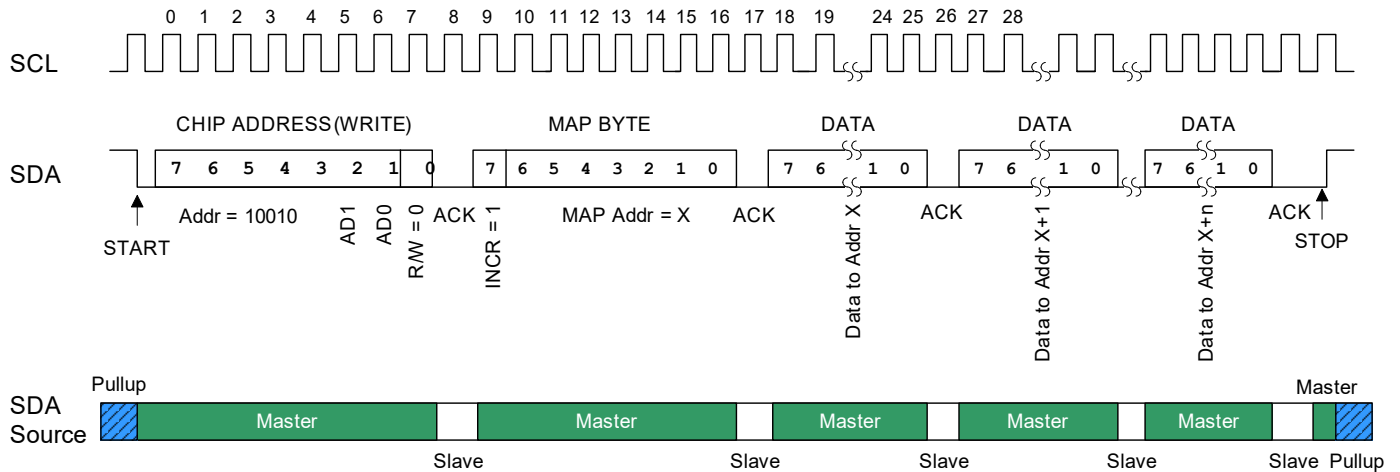 0 1 2 3 4 5 6 7 8 9 10 11 12 13 14 15 16 17 18 19 24 25 26 27 28
SCL
CHIP ADDRESS (WRITE) MAP BYTE DATA DATA DATA
SDA 7 6 5 4 3 2 1 0 7 6 5 4 3 2 1 0 7 6 1 0 7 6 1 0 7 6 1 0
START
Addr = 10010
AD1
AD0
R/W = 0
ACK
INCR = 1
MAP Addr = X
ACK
Data to Addr X
ACK
Data to Addr X+1
Data to Addr X+n
ACK
STOP
Pullup Master
SDA
Source
Master Master Master Master Master
Slave Slave Slave Slave Slave Pullup